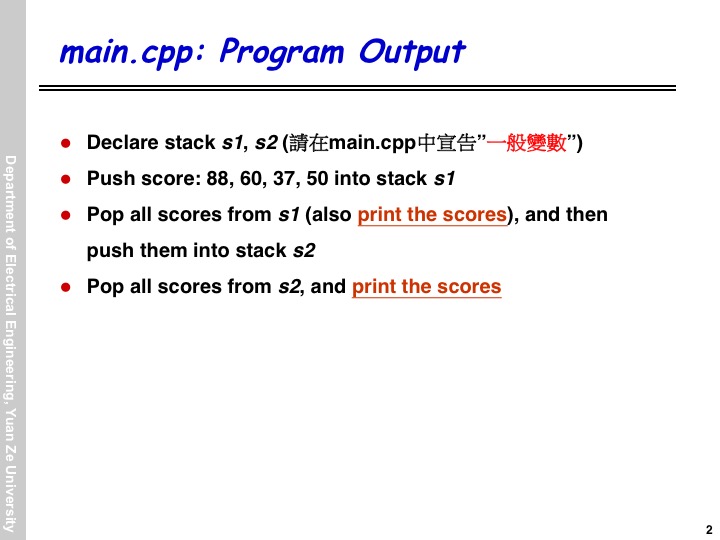 main.cpp: Program Output
Declare stack s1, s2 (請在main.cpp中宣告”一般變數”)
Push score: 88, 60, 37, 50 into stack s1
Pop all scores from s1 (also print the scores), and then
push them into stack s2
Pop all scores from s2, and print the scores
Department of Electrical Engineering, Yuan Ze University
2